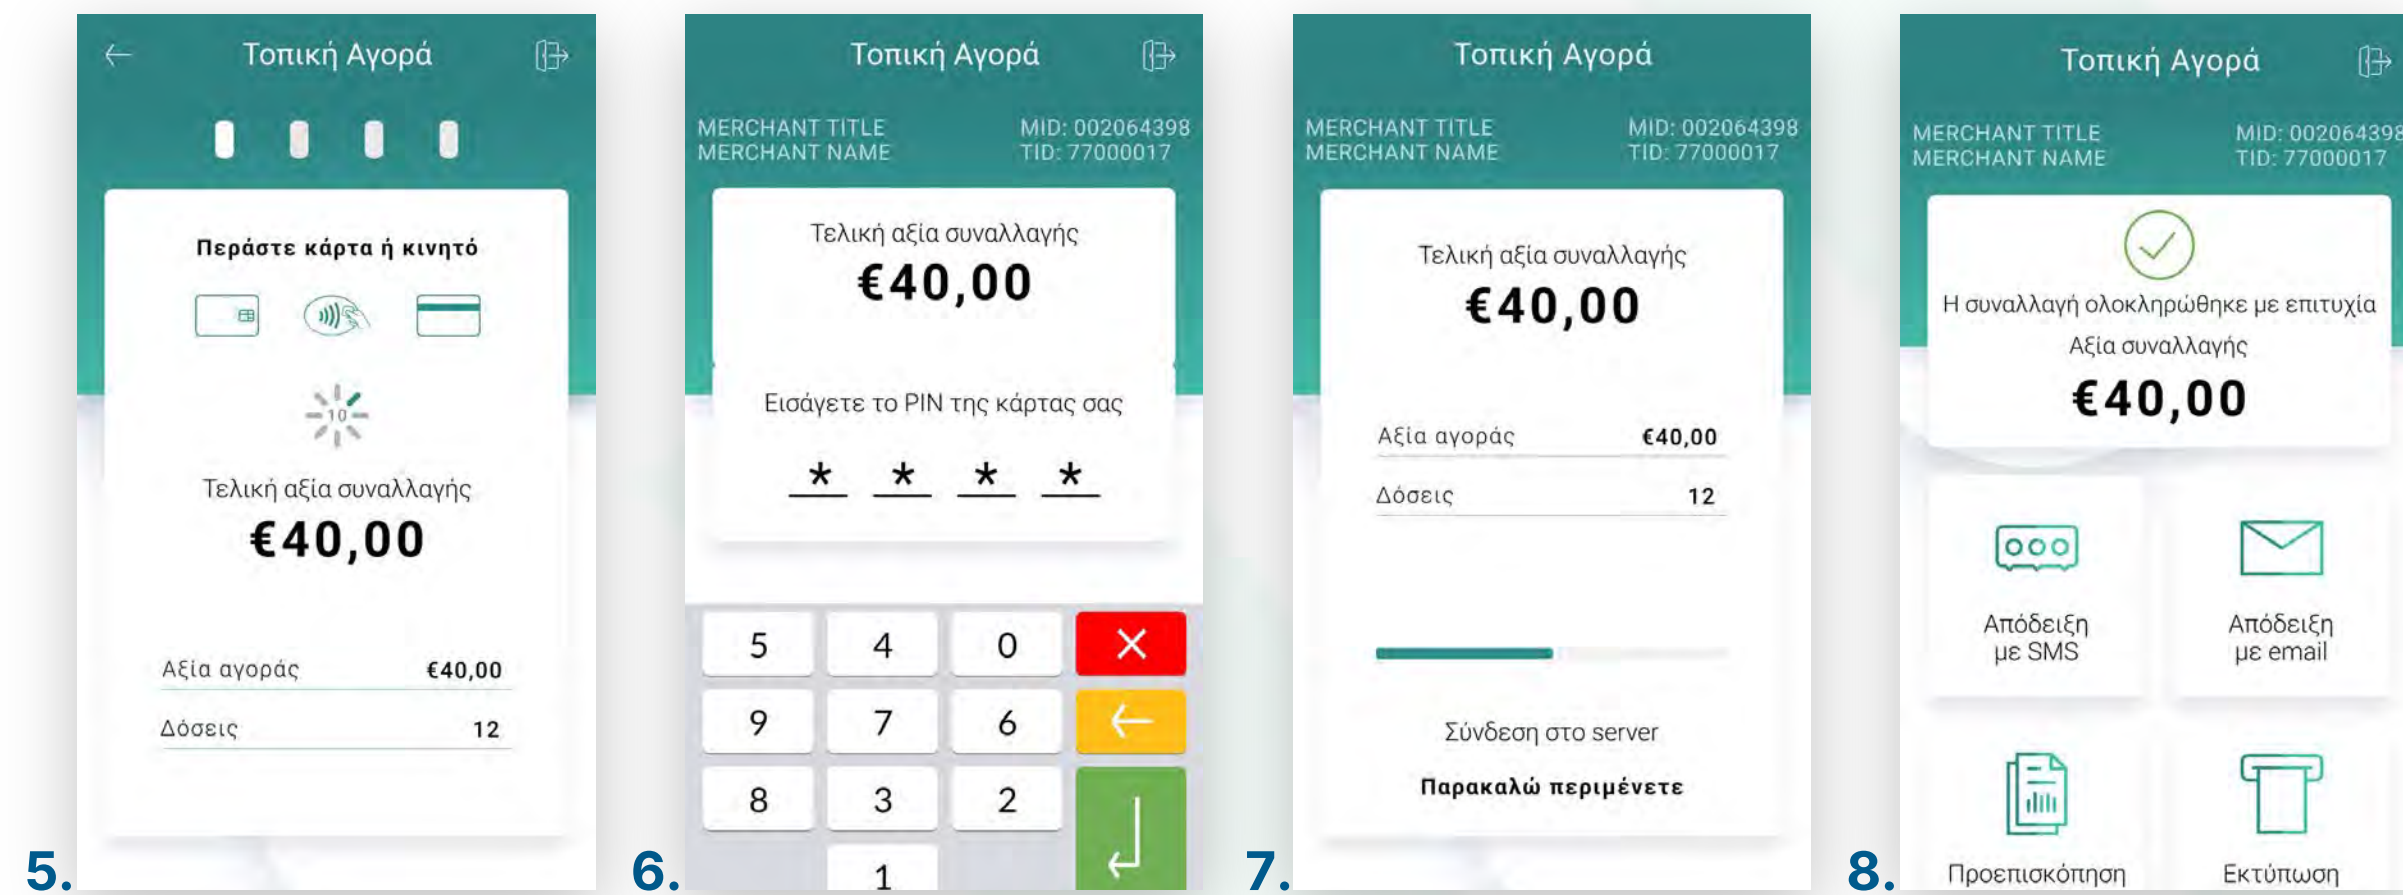 Τοπική Αγορά
Περάστε κάρτα ή κινητό
10
Τελική αξία συναλλαγής
€40,00
Αξία αγοράς €40,00
Δόσεις 12
5.
Τοπική Αγορά
MERCHANT TITLE MID: 002064398
MERCHANT NAME TID: 77000017
Τελική αξία συναλλαγής
€40,00
Εισάγετε το PIN της κάρτας σας
* * * *
5 4 0
9 7 6
8 3 2
1
6.
Τοπική Αγορά
MERCHANT TITLE MID: 002064398
MERCHANT NAME TID: 77000017
Τελική αξία συναλλαγής
€40,00
Αξία αγοράς €40,00
Δόσεις 12
Σύνδεση στο server
Παρακαλώ περιμένετε
7.
Τοπική Αγορά
MERCHANT TITLE MID: 002064398
MERCHANT NAME TID: 77000017
Η συναλλαγή ολοκληρώθηκε με επιτυχία
Αξία συναλλαγής
€40,00
Απόδειξη
με SMS
Απόδειξη
με email
Προεπισκόπηση
Εκτύπωση
8.